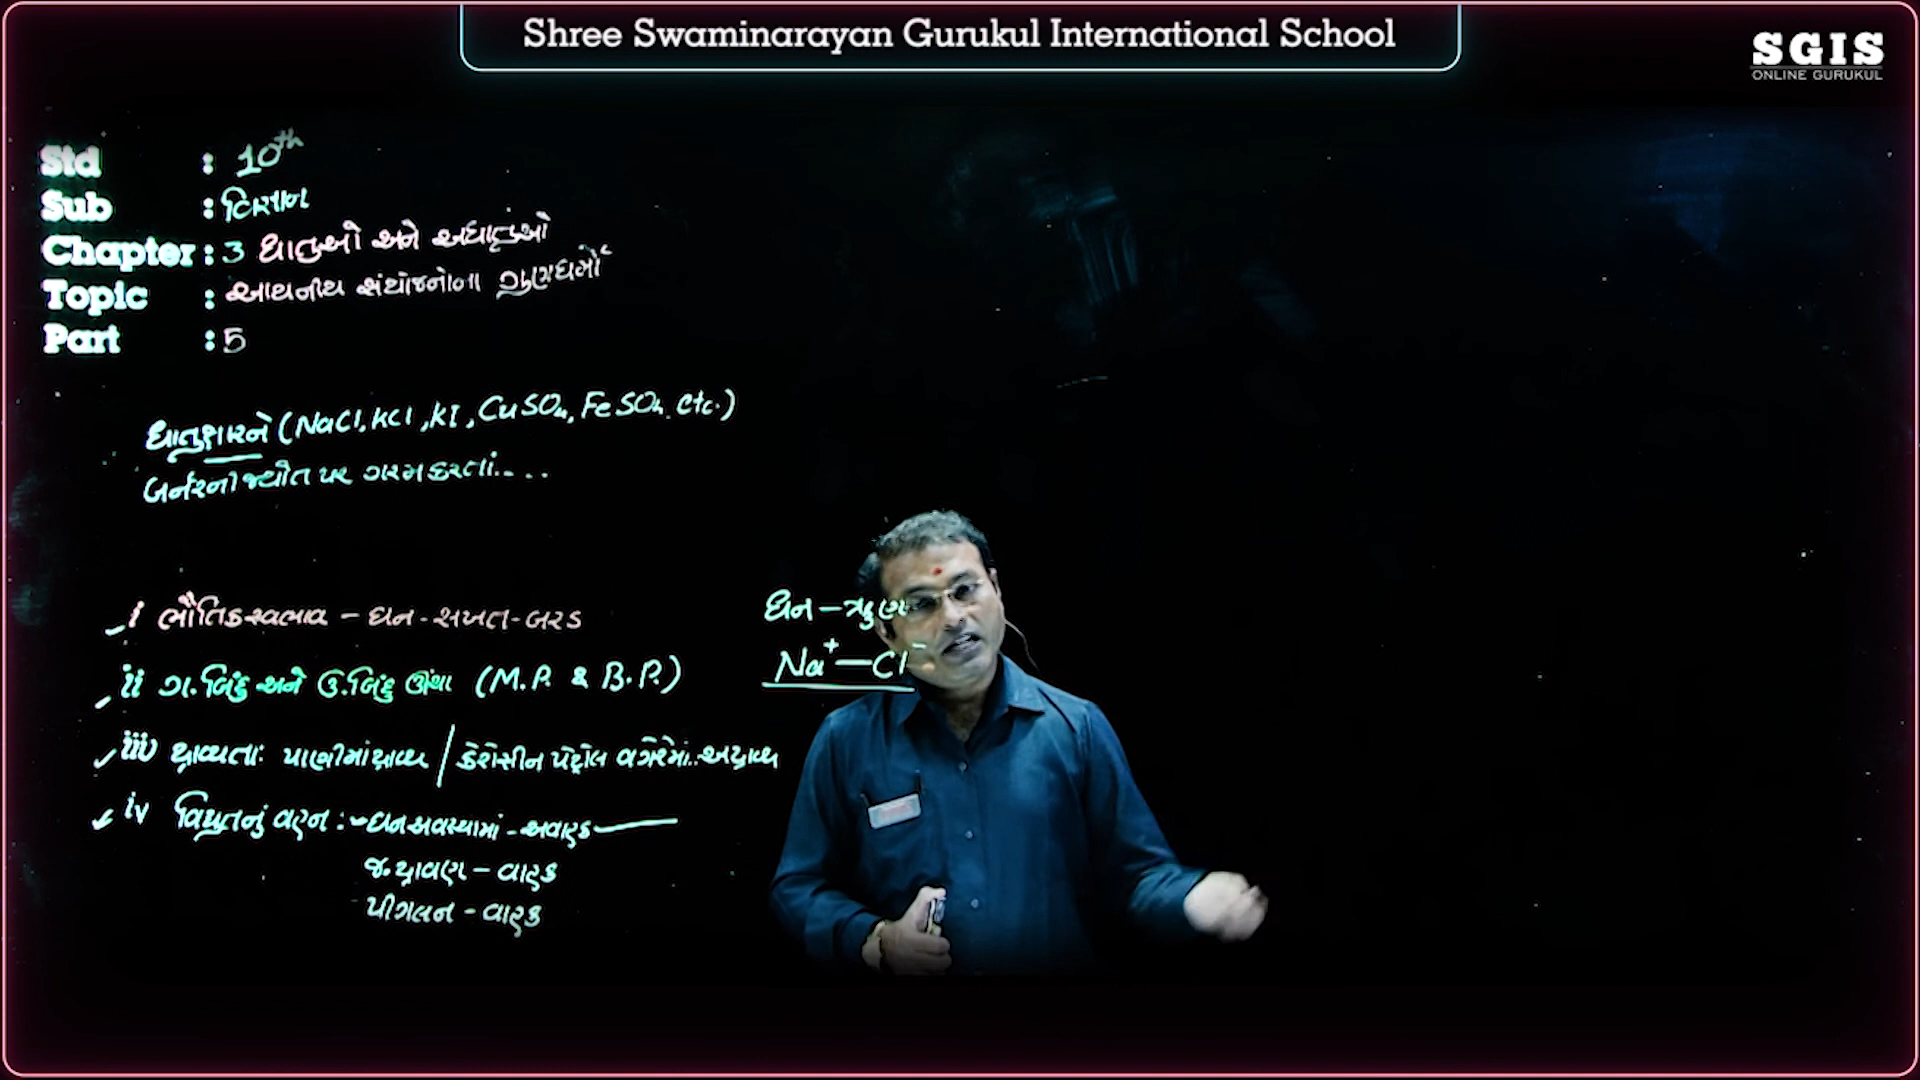 Shree Swaminarayan Gurukul International School
SGIS
ONLINE GURUKUL
Std : 10th
Sub : વિજ્ઞાન
Chapter : 3 ધાતુઓ અને અધાતુઓ
Topic : આયનીય સંયોજનોના ગુણધર્મો
Part : 5
ધાતુક્ષારને (NaCl, KCl, KI, CuSO4, FeSO4 etc.)
બર્નરની જ્યોત પર ગરમ કરતાં....
i ભૌતિક સ્વભાવ - ઘન - સખત - બરડ
ધન - ઋણ
Na+ — Cl-
ii ગ.બિંદુ અને ઉ.બિંદુ ઊંચા (M.P. & B.P.)
iii દ્રાવ્યતા: પાણીમાં દ્રાવ્ય / કેરોસીન પેટ્રોલ વગેરેમાં.. અદ્રાવ્ય
iv વિદ્યુતનું વહન : - ઘન અવસ્થામાં - અવાહક
જ.દ્રાવણ - વાહક
પીગલન - વાહક